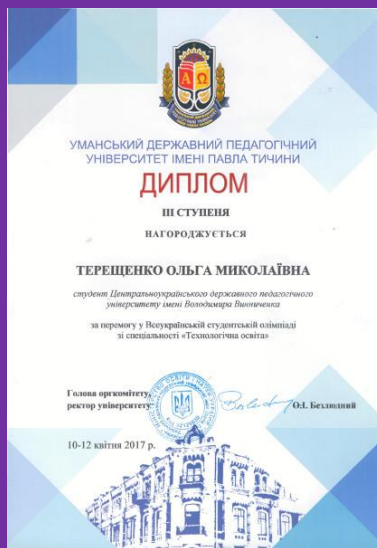 УМАНСЬКИЙ ДЕРЖАВНИЙ ПЕДАГОГІЧНИЙ
УНІВЕРСИТЕТ ІМЕНІ ПАВЛА ТИЧИНИ
ДИПЛОМ
III СТУПЕНЯ
НАГОРОДЖУЄТЬСЯ
ТЕРЕЩЕНКО ОЛЬГА МИКОЛАЇВНА
студент Центральноукраїнського державного педагогічного
університету імені Володимира Винниченка
за перемогу у Всеукраїнській студентській олімпіаді
зі спеціальності «Технологічна освіта»
Голова оргкомітету,
ректор університету
О.І. Безлюдний
10-12 квітня 2017 р.